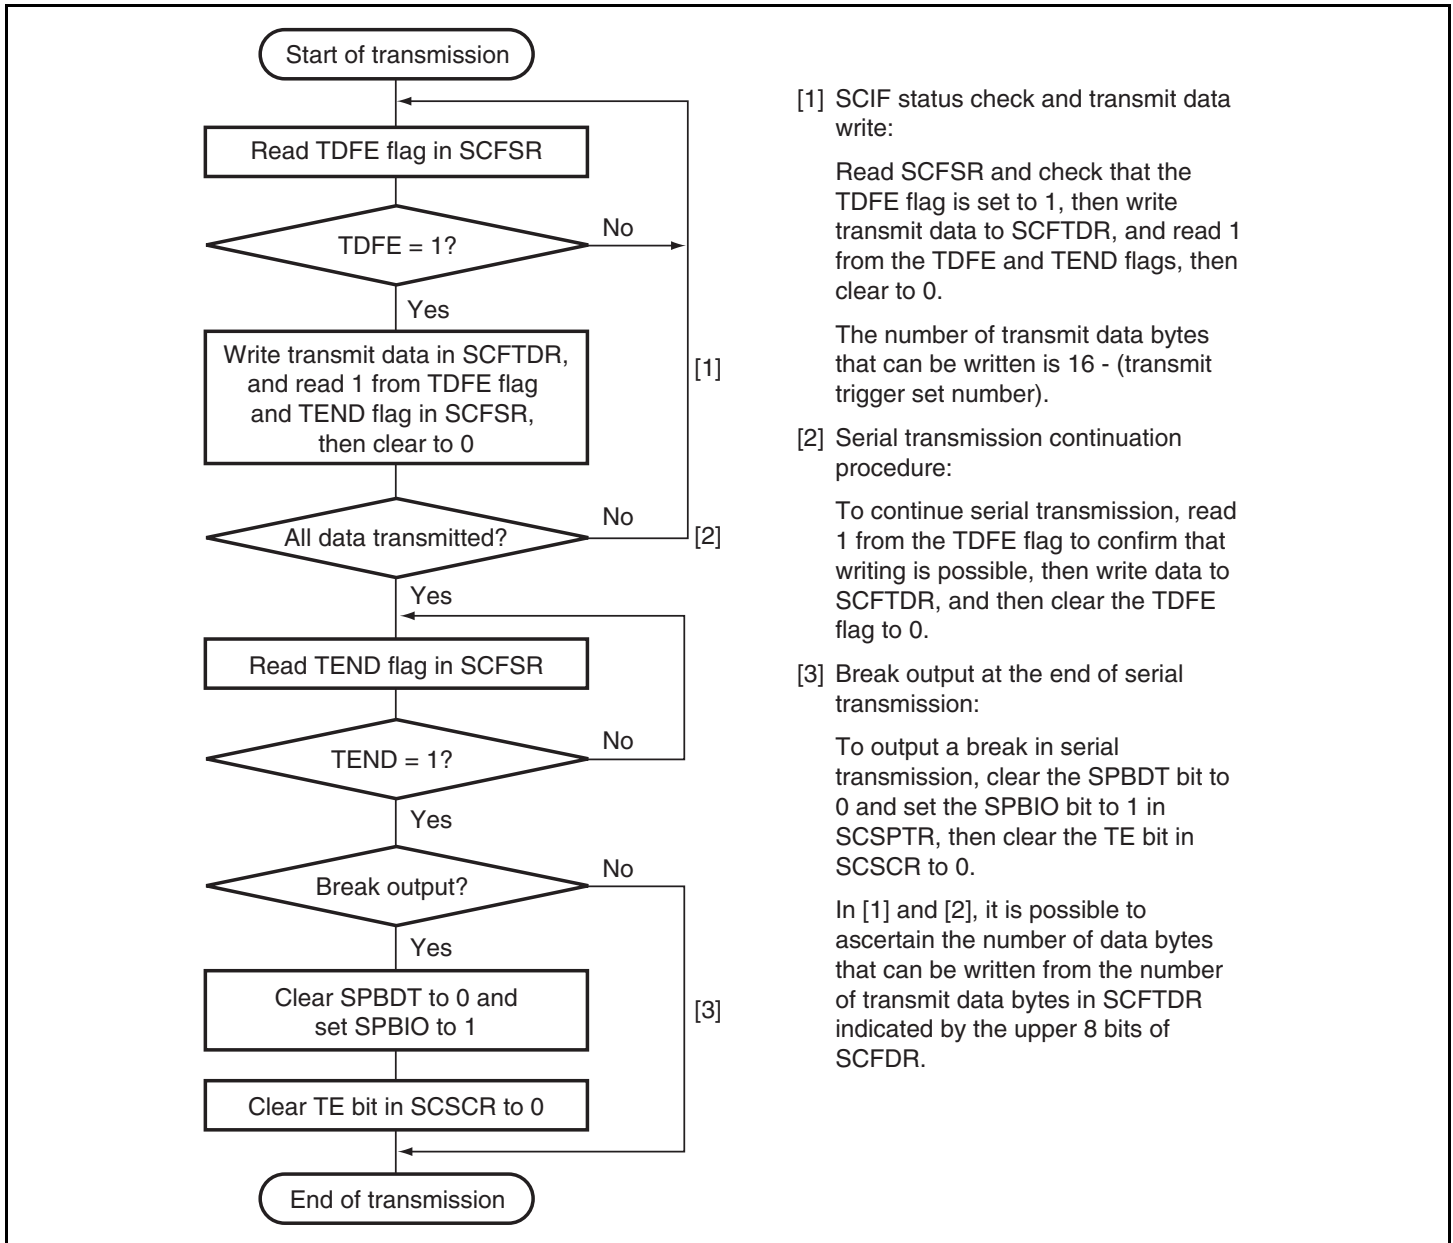 Start of transmission
Read TDFE flag in SCFSR
TDFE = 1?
No
Yes
Write transmit data in SCFTDR,
and read 1 from TDFE flag
and TEND flag in SCFSR,
then clear to 0
[1]
All data transmitted?
No
[2]
Yes
Read TEND flag in SCFSR
TEND = 1?
No
Yes
Break output?
No
Yes
Clear SPBDT to 0 and
set SPBIO to 1
[3]
Clear TE bit in SCSCR to 0
End of transmission
[1] SCIF status check and transmit data
write:
Read SCFSR and check that the
TDFE flag is set to 1, then write
transmit data to SCFTDR, and read 1
from the TDFE and TEND flags, then
clear to 0.
The number of transmit data bytes
that can be written is 16 - (transmit
trigger set number).
[2] Serial transmission continuation
procedure:
To continue serial transmission, read
1 from the TDFE flag to confirm that
writing is possible, then write data to
SCFTDR, and then clear the TDFE
flag to 0.
[3] Break output at the end of serial
transmission:
To output a break in serial
transmission, clear the SPBDT bit to
0 and set the SPBIO bit to 1 in
SCSPTR, then clear the TE bit in
SCSCR to 0.
In [1] and [2], it is possible to
ascertain the number of data bytes
that can be written from the number
of transmit data bytes in SCFTDR
indicated by the upper 8 bits of
SCFDR.